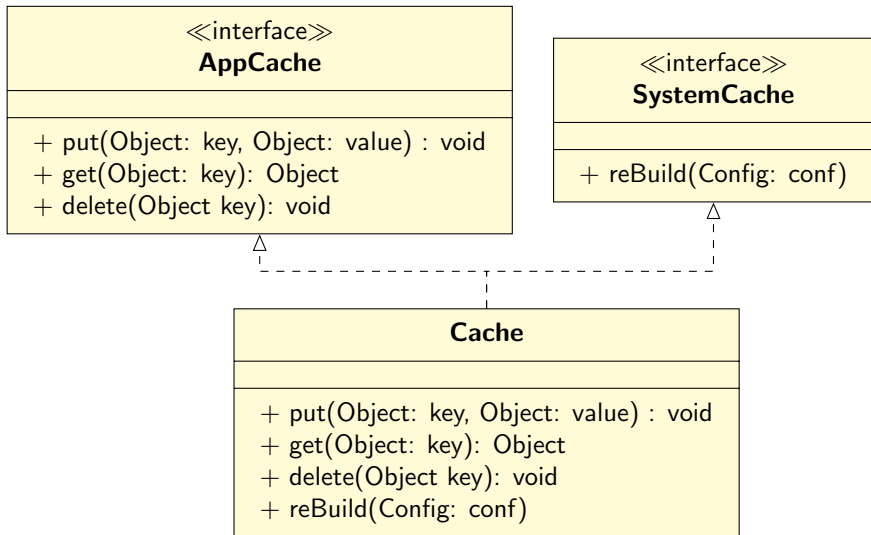 ≪interface≫
AppCache
+ put(Object: key, Object: value) : void
+ get(Object: key): Object
+ delete(Object key): void
≪interface≫
SystemCache
+ reBuild(Config: conf)
Cache
+ put(Object: key, Object: value) : void
+ get(Object: key): Object
+ delete(Object key): void
+ reBuild(Config: conf)